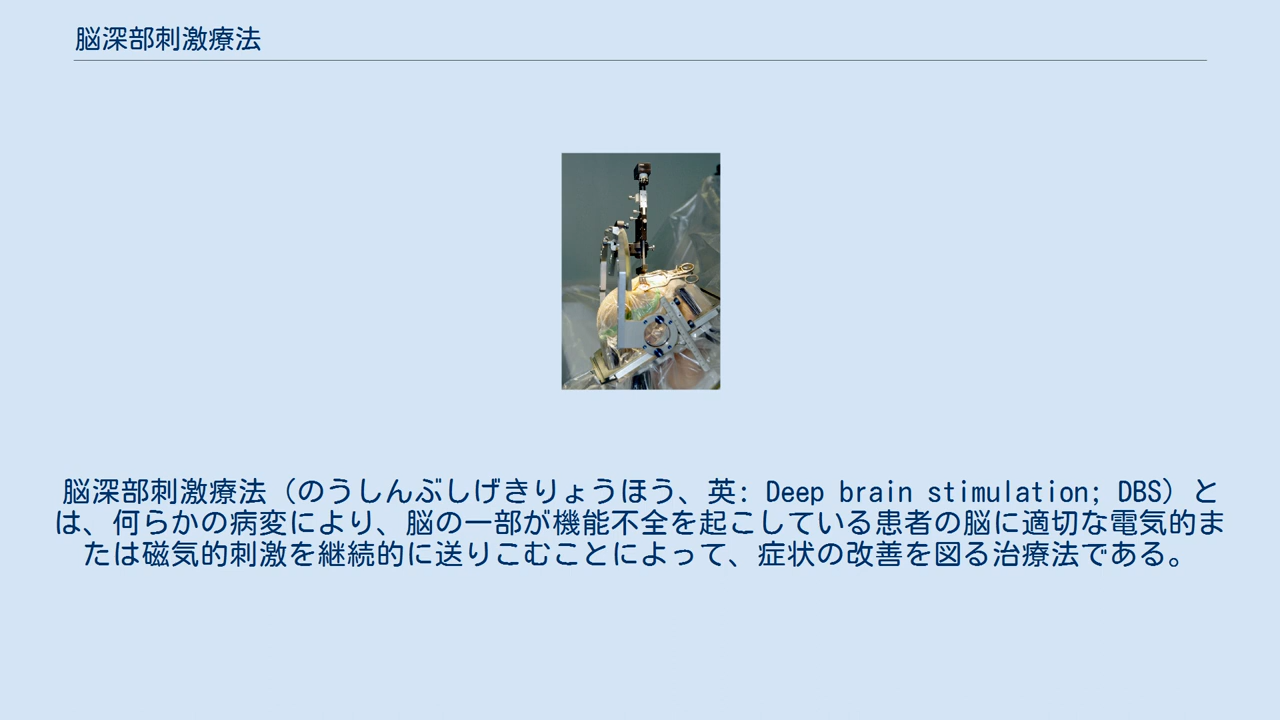 脳深部刺激療法
脳深部刺激療法（のうしんぶしげきりょうほう、英: Deep brain stimulation; DBS）と
は、何らかの病変により、脳の一部が機能不全を起こしている患者の脳に適切な電気的ま
たは磁気的刺激を継続的に送りこむことによって、症状の改善を図る治療法である。